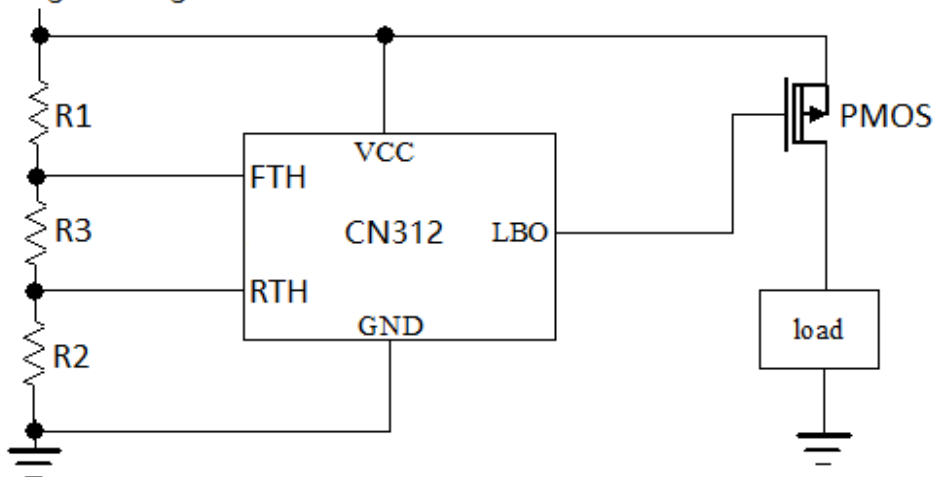 R1
VCC
PMOS
FTH
R3
CN312
LBO
RTH
GND
R2
load